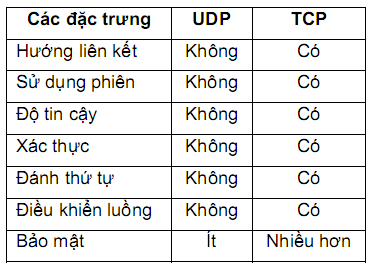 Các đặc trưng UDP TCP
Hướng liên kết Không Có
Sử dụng phiên Không Có
Độ tin cậy Không Có
Xác thực Không Có
Đánh thứ tự Không Có
Điều khiển luồng Không Có
Bảo mật Ít Nhiều hơn